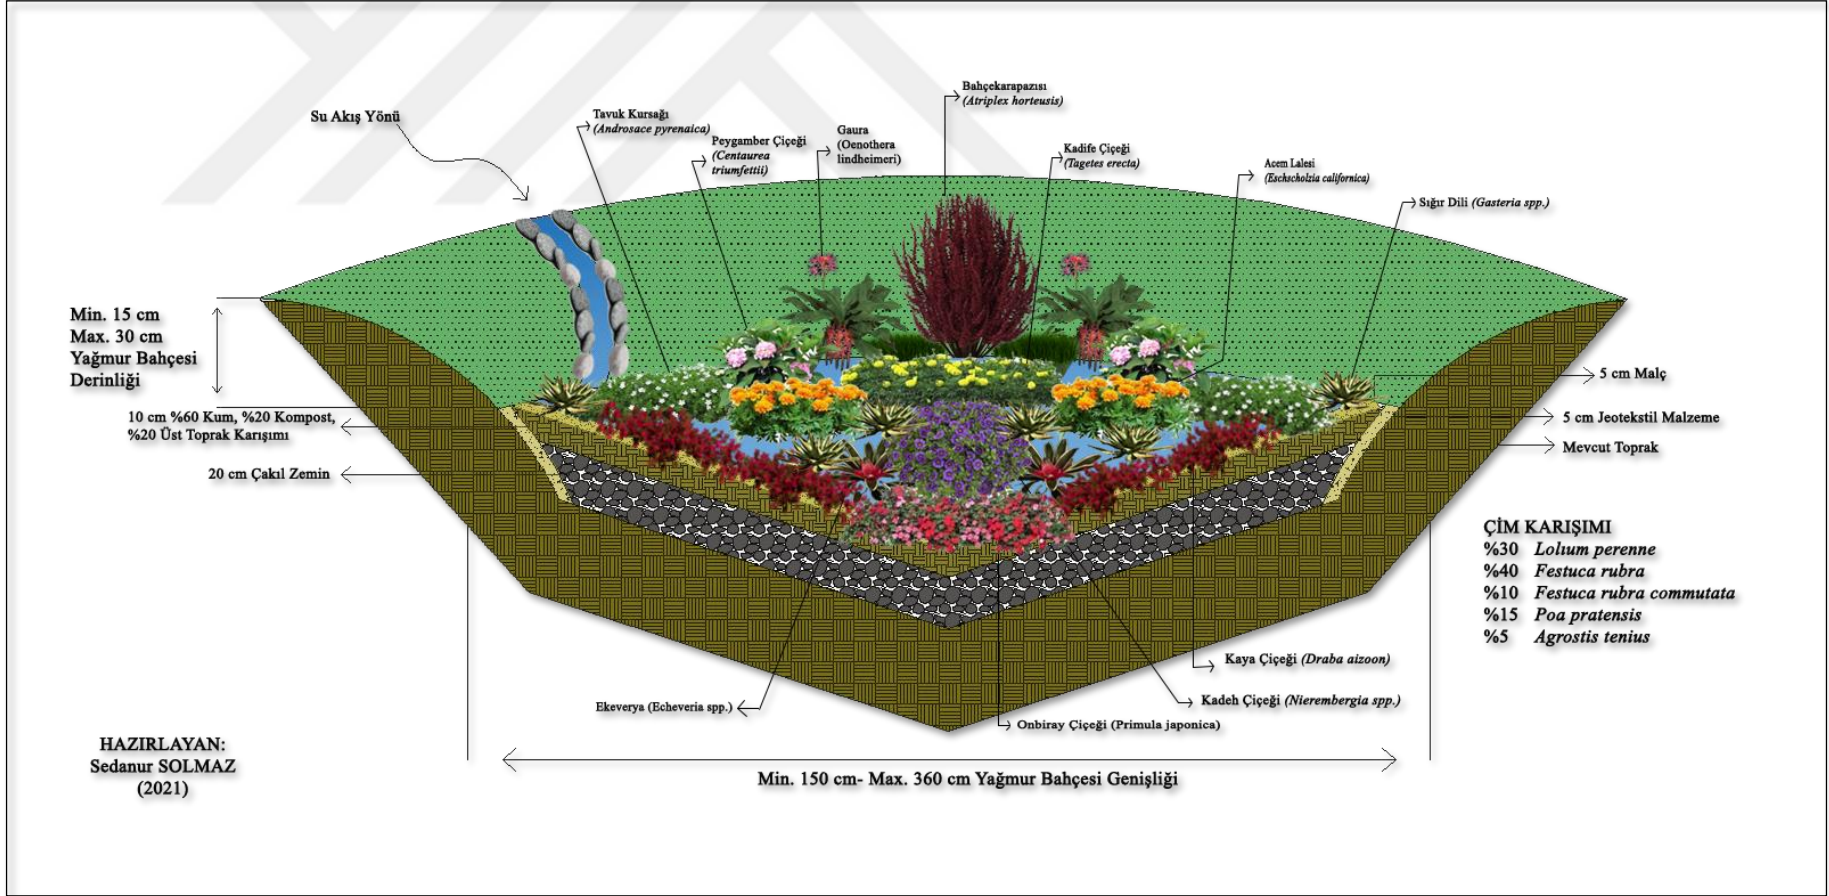 Su Akış Yönü
Tavuk Kursağı
(Androsace pyrenaica)
Peygamber Çiçeği
(Centaurea
triumfettii)
Gaura
(Oenothera
lindheimeri)
Bahçekarapazısı
(Atriplex horteusis)
Kadife Çiçeği
(Tagetes erecta)
Acem Lalesi
(Eschscholzia californica)
Sığır Dili (Gasteria spp.)
Min. 15 cm
Max. 30 cm
Yağmur Bahçesi
Derinliği
10 cm %60 Kum, %20 Kompost,
%20 Üst Toprak Karışımı
20 cm Çakıl Zemin
5 cm Malç
5 cm Jeotekstil Malzeme
Mevcut Toprak
ÇİM KARIŞIMI
%30 Lolıum perenne
%40 Festuca rubra
%10 Festuca rubra commutata
%15 Poa pratensis
%5 Agrostis tenius
Kaya Çiçeği (Draba aizoon)
Kadeh Çiçeği (Nierembergia spp.)
Onbiray Çiçeği (Primula japonica)
Ekeverya (Echeveria spp.)
HAZIRLAYAN:
Sedanur SOLMAZ
(2021)
Min. 150 cm- Max. 360 cm Yağmur Bahçesi Genişliği